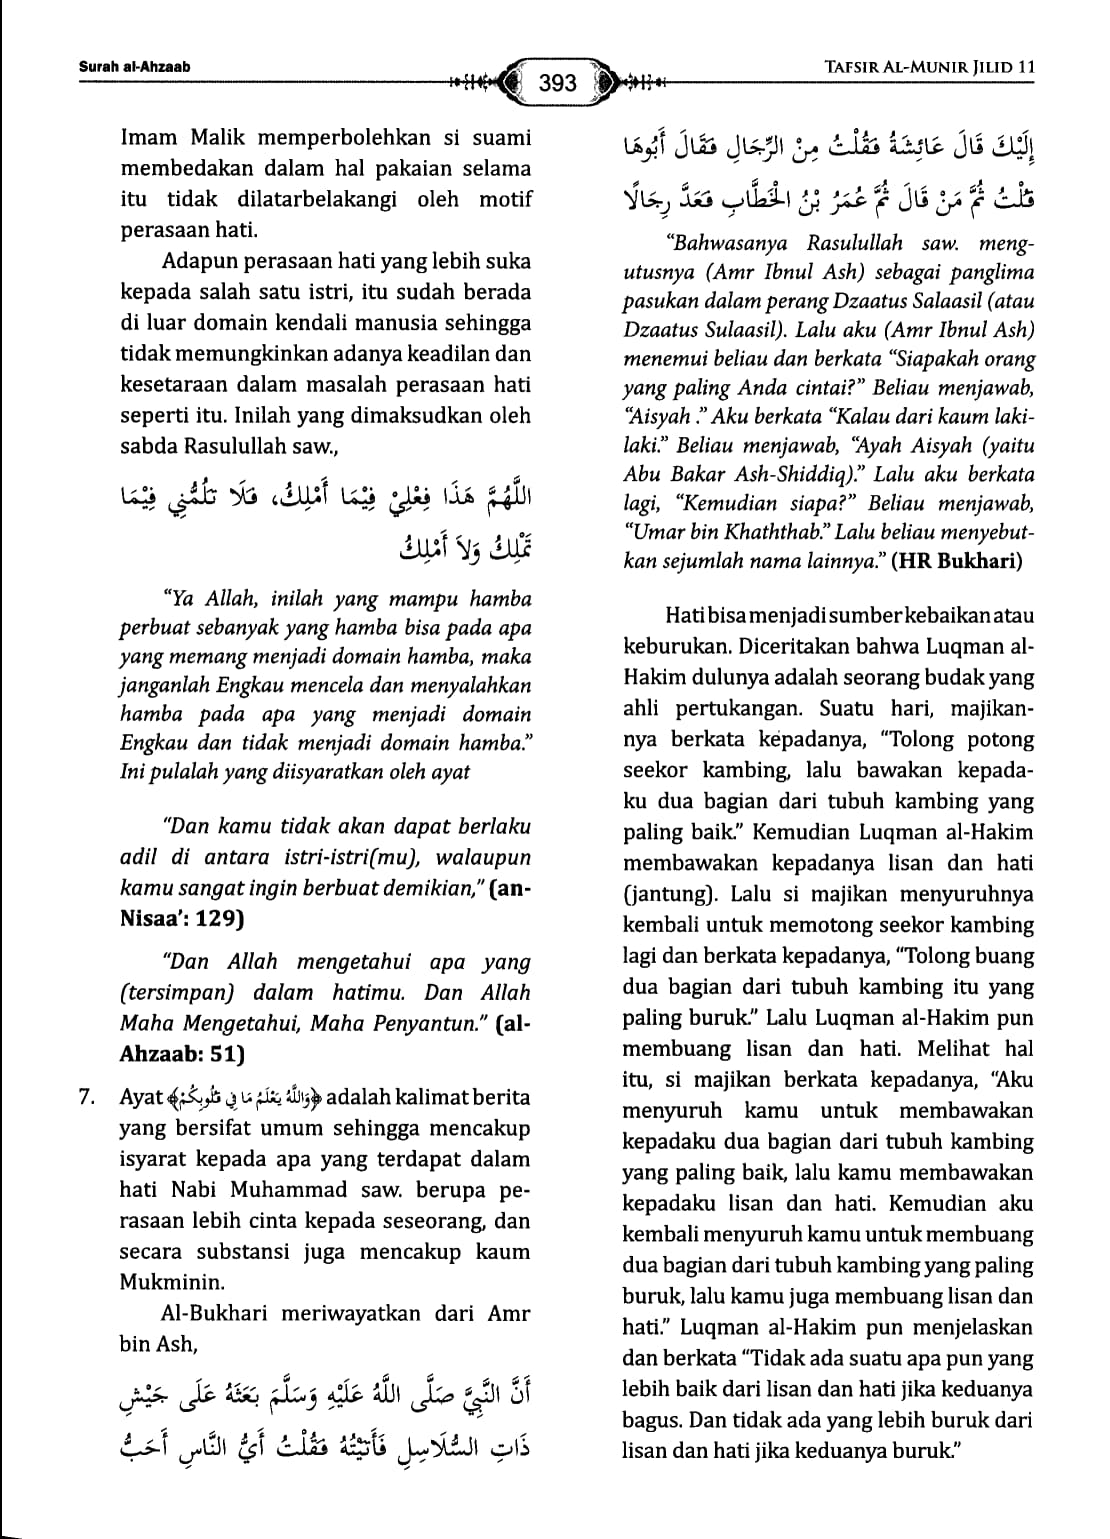 Surah al-Ahzaab
393
TAFSIR AL-MUNIR JILID 11
Imam Malik memperbolehkan si suami
membedakan dalam hal pakaian selama
itu tidak dilatarbelakangi oleh motif
perasaan hati.
Adapun perasaan hati yang lebih suka
kepada salah satu istri, itu sudah berada
di luar domain kendali manusia sehingga
tidak memungkinkan adanya keadilan dan
kesetaraan dalam masalah perasaan hati
seperti itu. Inilah yang dimaksudkan oleh
sabda Rasulullah saw.,
اللَّهُمَّ هَذَا فِعْلِيْ فِيْمَا أَمْلِكُ، فَلَا تَلُمْنِي فِيْمَا
تَمْلِكُ وَلَا أَمْلِكُ
“Ya Allah, inilah yang mampu hamba
perbuat sebanyak yang hamba bisa pada apa
yang memang menjadi domain hamba, maka
janganlah Engkau mencela dan menyalahkan
hamba pada apa yang menjadi domain
Engkau dan tidak menjadi domain hamba.”
Ini pulalah yang diisyaratkan oleh ayat
“Dan kamu tidak akan dapat berlaku
adil di antara istri-istri(mu), walaupun
kamu sangat ingin berbuat demikian,” (an-
Nisaa’: 129)
“Dan Allah mengetahui apa yang
(tersimpan) dalam hatimu. Dan Allah
Maha Mengetahui, Maha Penyantun.” (al-
Ahzaab: 51)
7. Ayat ﴿وَاللَّهُ يَعْلَمُ مَا فِي قُلُوبِكُمْ﴾ adalah kalimat berita
yang bersifat umum sehingga mencakup
isyarat kepada apa yang terdapat dalam
hati Nabi Muhammad saw. berupa pe-
rasaan lebih cinta kepada seseorang, dan
secara substansi juga mencakup kaum
Mukminin.
Al-Bukhari meriwayatkan dari Amr
bin Ash,
أَنَّ النَّبِيَّ صَلَّى اللَّهُ عَلَيْهِ وَسَلَّمَ بَعَثَهُ عَلَى جَيْشِ
ذَاتِ السُّلَاسِلِ فَأَتَيْتُهُ فَقُلْتُ أَيُّ النَّاسِ أَحَبُّ
إِلَيْكَ قَالَ عَائِشَةُ فَقُلْتُ مِنْ الرِّجَالِ فَقَالَ أَبُوهَا
قُلْتُ ثُمَّ مَنْ قَالَ ثُمَّ عُمَرُ بْنُ الْخَطَّابِ فَعَدَّ رِجَالًا
“Bahwasanya Rasulullah saw. meng-
utusnya (Amr Ibnul Ash) sebagai panglima
pasukan dalam perang Dzaatus Salaasil (atau
Dzaatus Sulaasil). Lalu aku (Amr Ibnul Ash)
menemui beliau dan berkata “Siapakah orang
yang paling Anda cintai?” Beliau menjawab,
“Aisyah .” Aku berkata “Kalau dari kaum laki-
laki.” Beliau menjawab, “Ayah Aisyah (yaitu
Abu Bakar Ash-Shiddiq).” Lalu aku berkata
lagi, “Kemudian siapa?” Beliau menjawab,
“Umar bin Khaththab.” Lalu beliau menyebut-
kan sejumlah nama lainnya.” (HR Bukhari)
Hati bisa menjadi sumber kebaikan atau
keburukan. Diceritakan bahwa Luqman al-
Hakim dulunya adalah seorang budak yang
ahli pertukangan. Suatu hari, majikan-
nya berkata kepadanya, “Tolong potong
seekor kambing, lalu bawakan kepada-
ku dua bagian dari tubuh kambing yang
paling baik.” Kemudian Luqman al-Hakim
membawakan kepadanya lisan dan hati
(jantung). Lalu si majikan menyuruhnya
kembali untuk memotong seekor kambing
lagi dan berkata kepadanya, “Tolong buang
dua bagian dari tubuh kambing itu yang
paling buruk.” Lalu Luqman al-Hakim pun
membuang lisan dan hati. Melihat hal
itu, si majikan berkata kepadanya, “Aku
menyuruh kamu untuk membawakan
kepadaku dua bagian dari tubuh kambing
yang paling baik, lalu kamu membawakan
kepadaku lisan dan hati. Kemudian aku
kembali menyuruh kamu untuk membuang
dua bagian dari tubuh kambing yang paling
buruk, lalu kamu juga membuang lisan dan
hati.” Luqman al-Hakim pun menjelaskan
dan berkata “Tidak ada suatu apa pun yang
lebih baik dari lisan dan hati jika keduanya
bagus. Dan tidak ada yang lebih buruk dari
lisan dan hati jika keduanya buruk.”